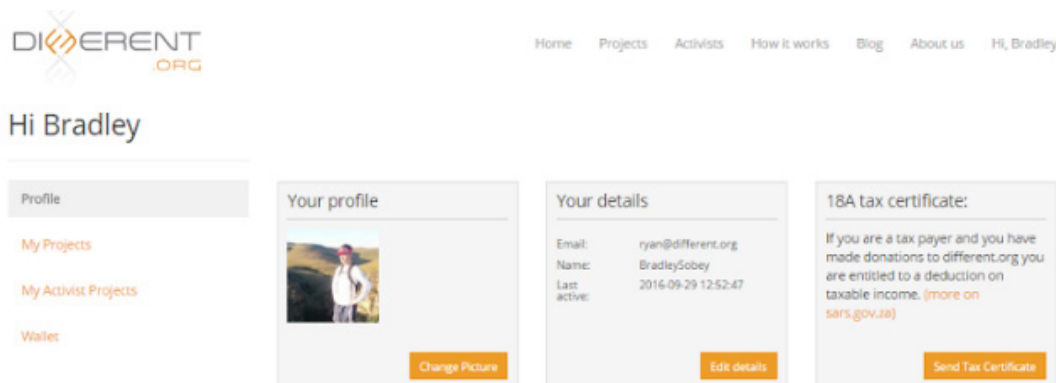 DIFFERENT
.ORG
Home Projects Activists How it works Blog About us Hi, Bradley
Hi Bradley
Profile
My Projects
My Activist Projects
Wallet
Your profile
Change Picture
Your details
Email: ryan@different.org
Name: BradleySobey
Last active: 2016-09-29 12:52:47
Edit details
18A tax certificate:
If you are a tax payer and you have
made donations to different.org you
are entitled to a deduction on
taxable income. (more on
sars.gov.za)
Send Tax Certificate